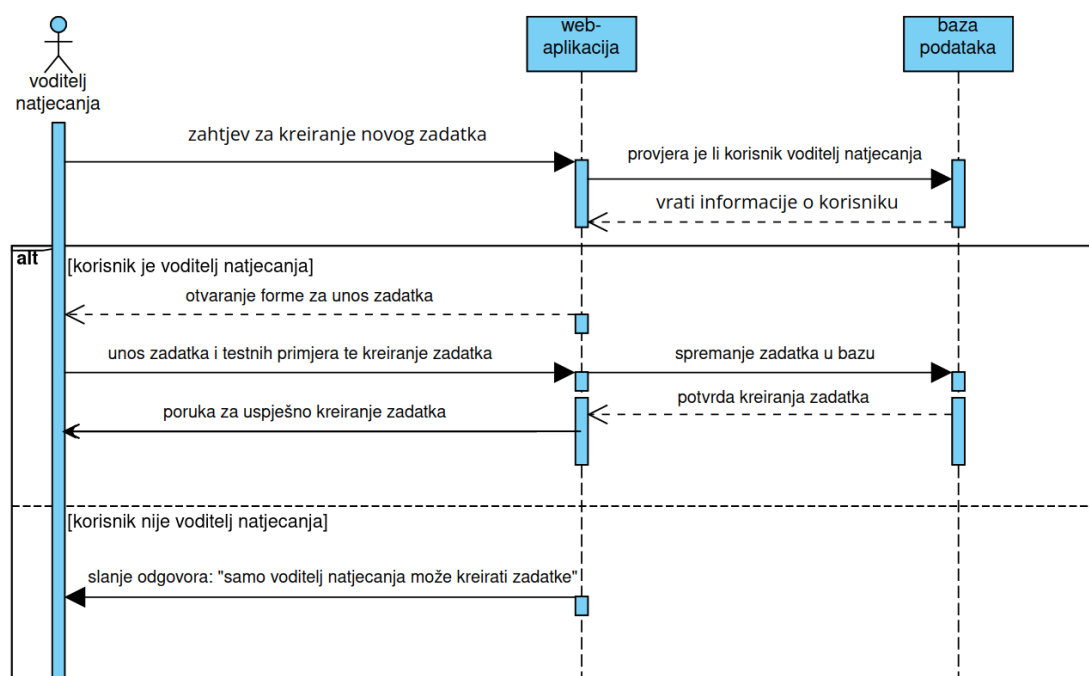 voditelj
natjecanja
web-
aplikacija
baza
podataka
zahtjev za kreiranje novog zadatka
provjera je li korisnik voditelj natjecanja
vrati informacije o korisniku
alt
[korisnik je voditelj natjecanja]
otvaranje forme za unos zadatka
unos zadatka i testnih primjera te kreiranje zadatka
spremanje zadatka u bazu
potvrda kreiranja zadatka
poruka za uspješno kreiranje zadatka
[korisnik nije voditelj natjecanja]
slanje odgovora: "samo voditelj natjecanja može kreirati zadatke"